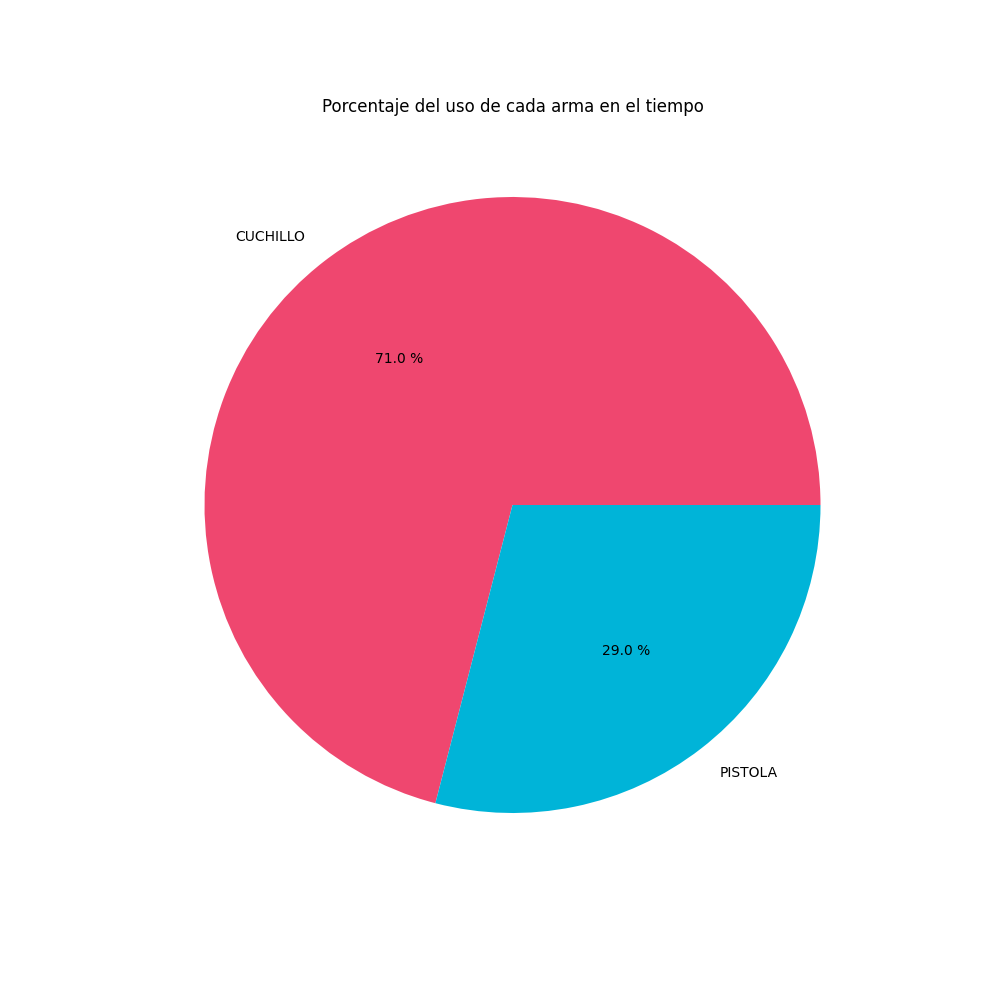 Porcentaje del uso de cada arma en el tiempo
CUCHILLO
71.0 %
29.0 %
PISTOLA